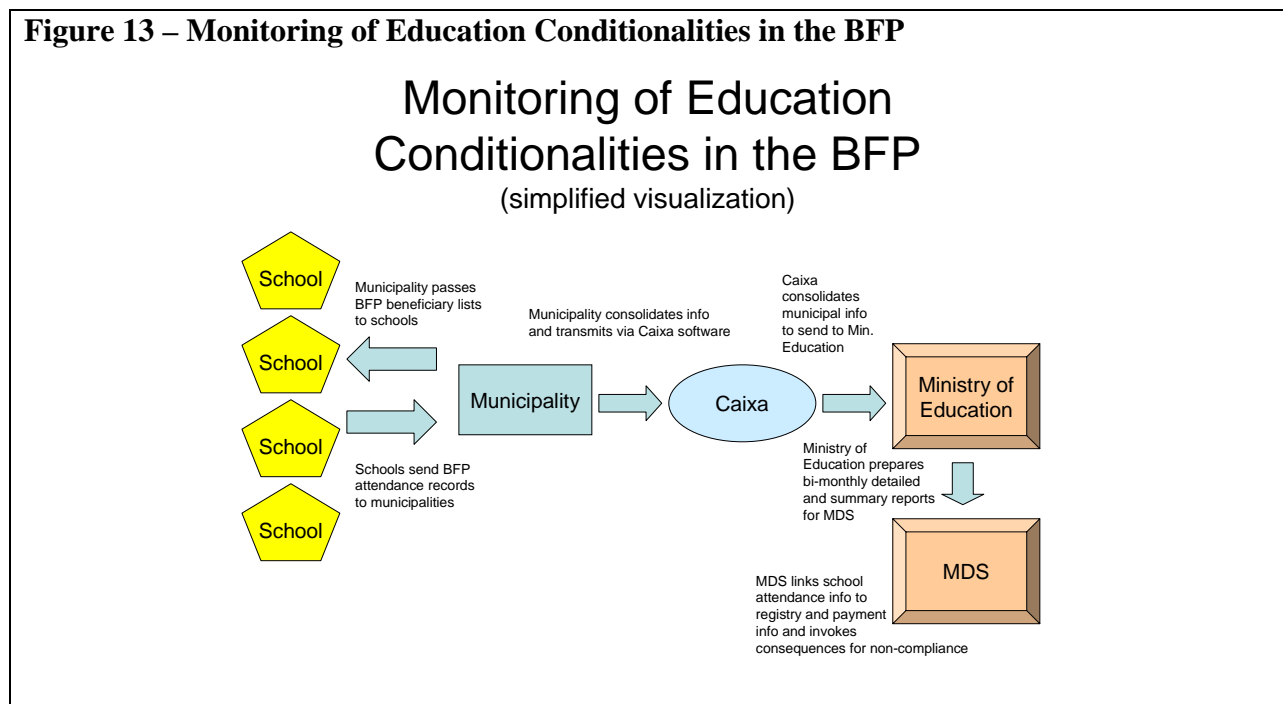 Figure 13 – Monitoring of Education Conditionalities in the BFP
Monitoring of Education
Conditionalities in the BFP
(simplified visualization)
School
School
School
School
Municipality passes
BFP beneficiary lists
to schools
Schools send BFP
attendance records
to municipalities
Municipality
Municipality consolidates info
and transmits via Caixa software
Caixa
Caixa
consolidates
municipal info
to send to Min.
Education
Ministry of
Education
Ministry of
Education prepares
bi-monthly detailed
and summary reports
for MDS
MDS
MDS links school
attendance info to
registry and payment
info and invokes
consequences for non-compliance